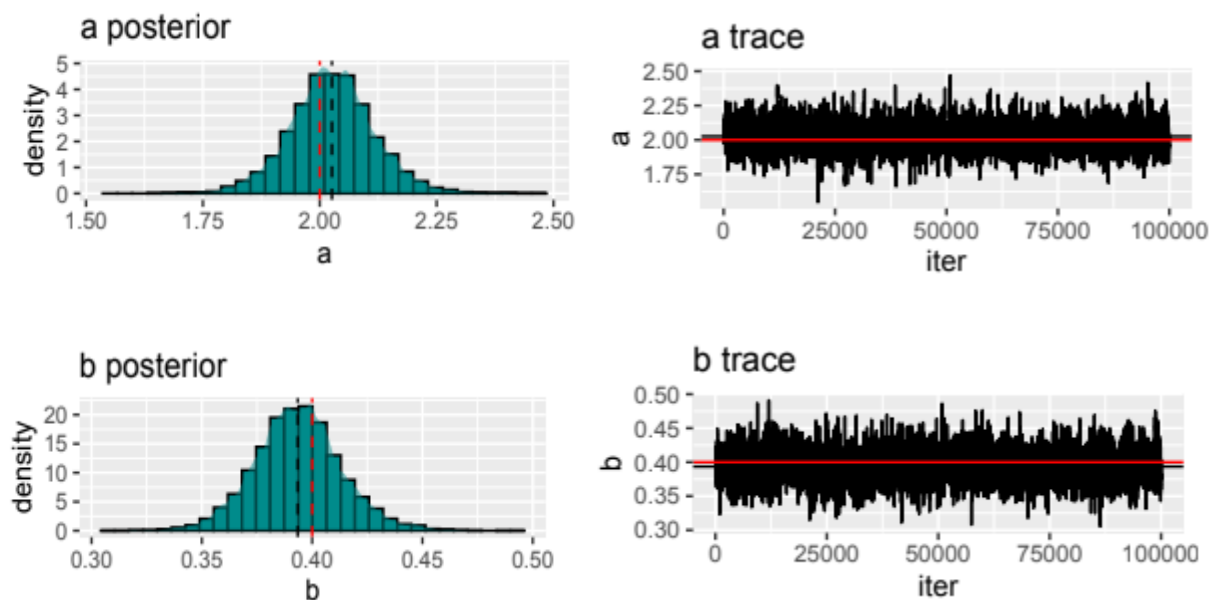 a posterior
density
5
4
3
2
1
0
1.50 1.75 2.00 2.25 2.50
a
a trace
a
2.50
2.25
2.00
1.75
0 25000 50000 75000 100000
iter
b posterior
density
20
15
10
5
0
0.30 0.35 0.40 0.45 0.50
b
b trace
b
0.50
0.45
0.40
0.35
0.30
0 25000 50000 75000 100000
iter